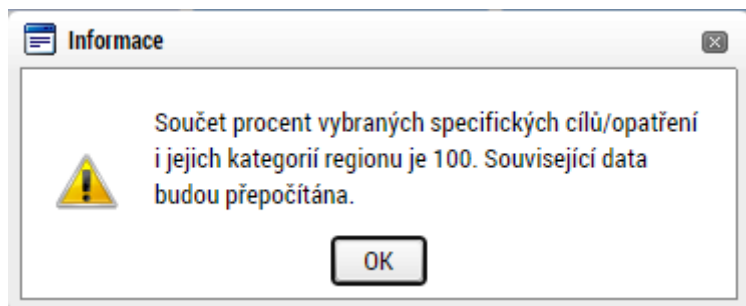 Informace
Součet procent vybraných specifických cílů/opatření
i jejich kategorií regionu je 100. Související data
budou přepočítána.
OK